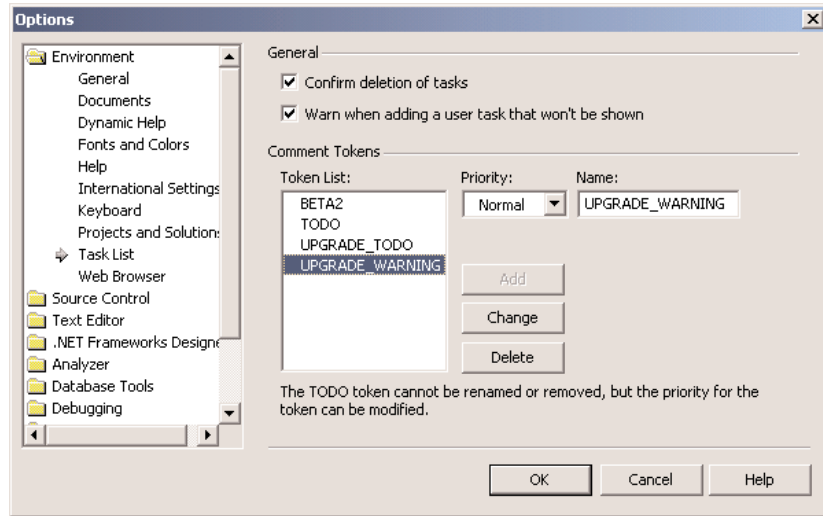 Options
Environment
General
Documents
Dynamic Help
Fonts and Colors
Help
International Settings
Keyboard
Projects and Solution
Task List
Web Browser
Source Control
Text Editor
.NET Frameworks Designe
Analyzer
Database Tools
Debugging
General
Confirm deletion of tasks
Warn when adding a user task that won't be shown
Comment Tokens
Token List:
BETA2
TODO
UPGRADE_TODO
UPGRADE_WARNING
Priority:
Normal
Name:
UPGRADE_WARNING
Add
Change
Delete
The TODO token cannot be renamed or removed, but the priority for the
token can be modified.
OK
Cancel
Help